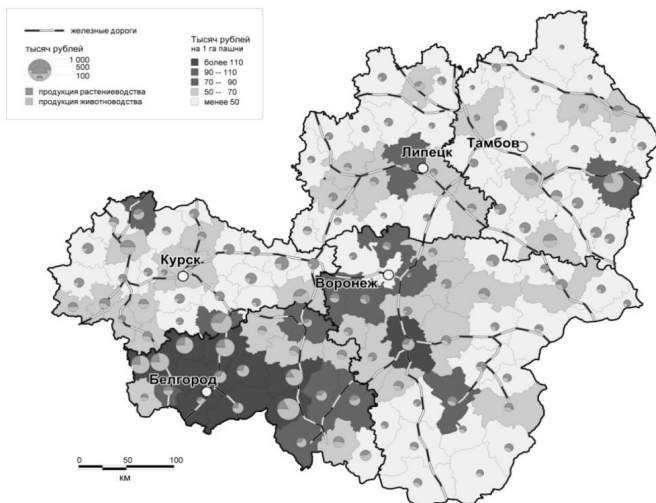 железные дороги
тысяч рублей
1 000
500
100
продукция растениеводства
продукция животноводства
Тысяч рублей
на 1 га пашни
более 110
90 – 110
70 – 90
50 – 70
менее 50
Тамбов
Липецк
Курск
Воронеж
Белгород
0 50 100
км